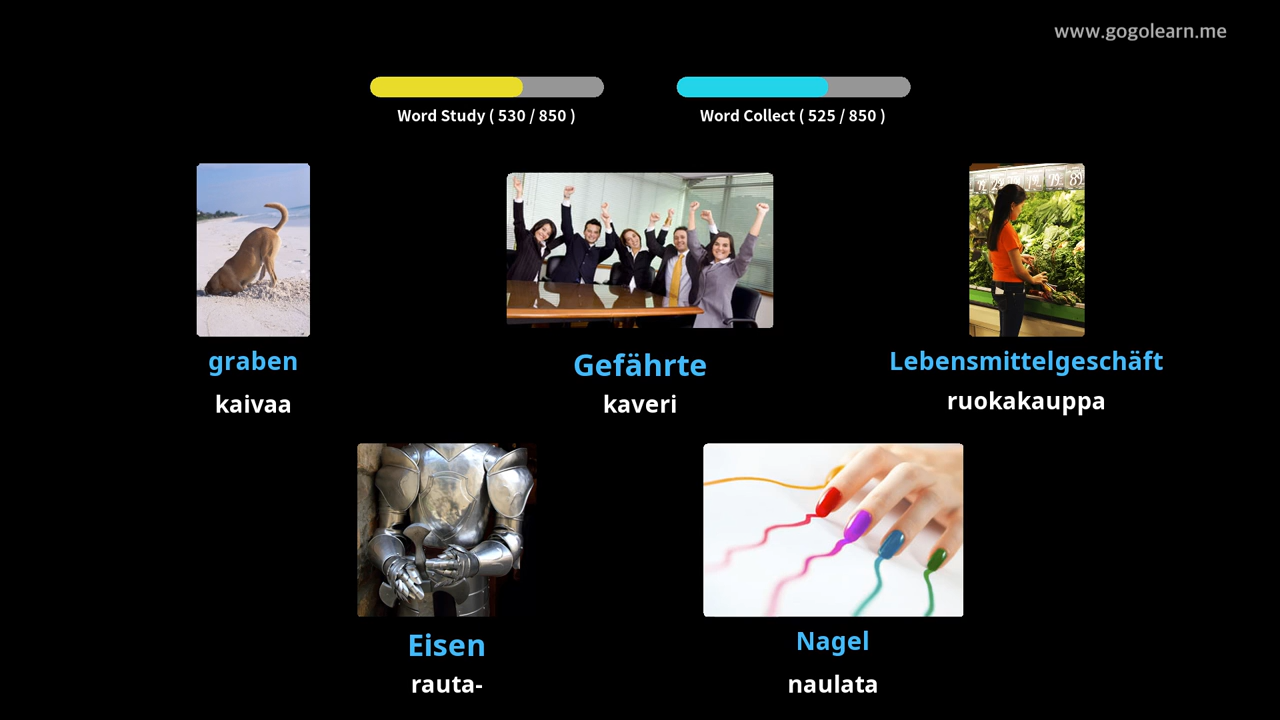 www.gogolearn.me
Word Study ( 530 / 850 )
Word Collect ( 525 / 850 )
graben
kaivaa
Gefährte
kaveri
Lebensmittelgeschäft
ruokakauppa
Eisen
rauta-
Nagel
naulata